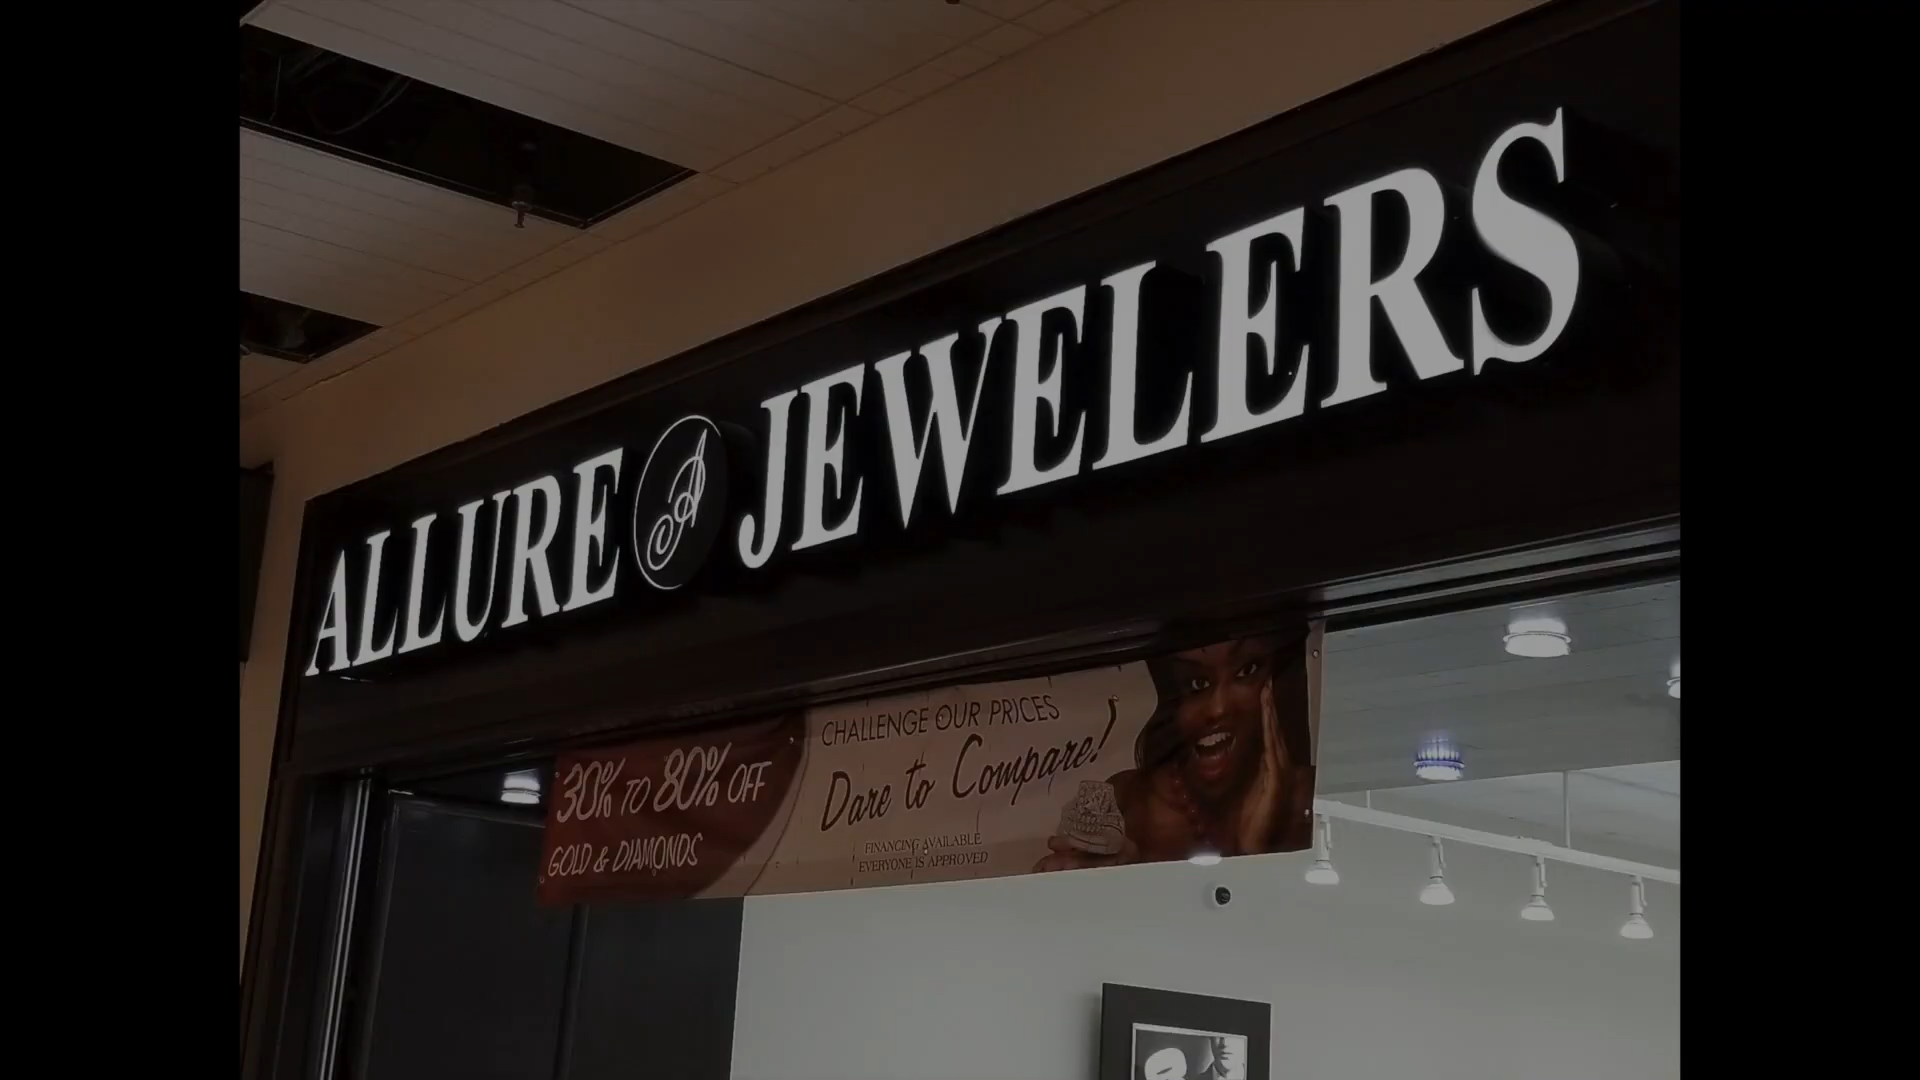 ALLURE A JEWELERS
30% TO 80% OFF
GOLD & DIAMONDS
CHALLENGE OUR PRICES
Dare to Compare!
FINANCING AVAILABLE
EVERYONE IS APPROVED